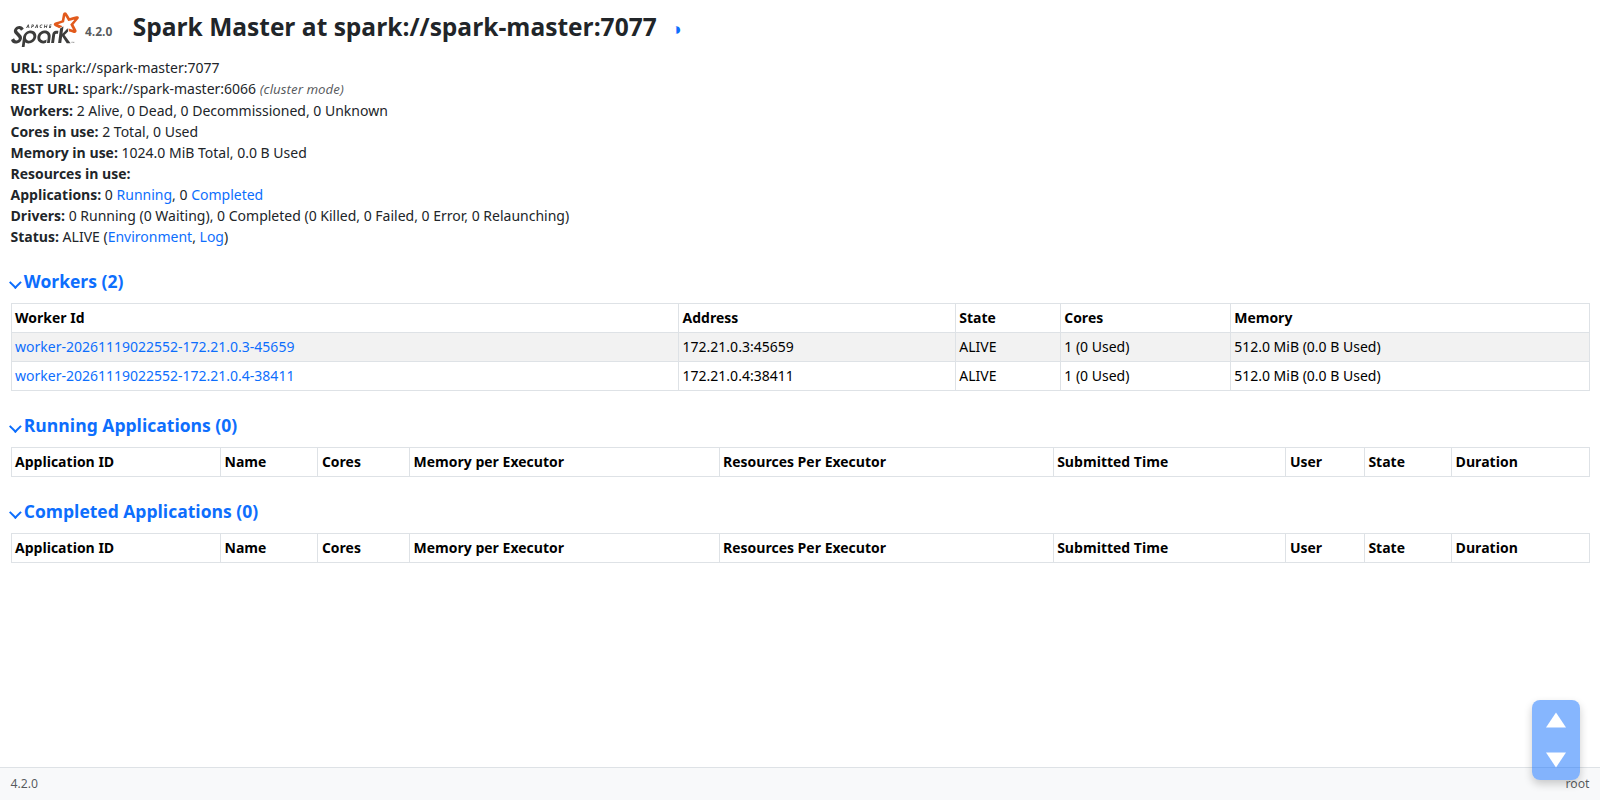 APACHE Spark 4.2.0 Spark Master at spark://spark-master:7077
URL: spark://spark-master:7077
REST URL: spark://spark-master:6066 (cluster mode)
Workers: 2 Alive, 0 Dead, 0 Decommissioned, 0 Unknown
Cores in use: 2 Total, 0 Used
Memory in use: 1024.0 MiB Total, 0.0 B Used
Resources in use:
Applications: 0 Running, 0 Completed
Drivers: 0 Running (0 Waiting), 0 Completed (0 Killed, 0 Failed, 0 Error, 0 Relaunching)
Status: ALIVE (Environment, Log)
Workers (2)
Worker Id Address State Cores Memory
worker-20261119022552-172.21.0.3-45659 172.21.0.3:45659 ALIVE 1 (0 Used) 512.0 MiB (0.0 B Used)
worker-20261119022552-172.21.0.4-38411 172.21.0.4:38411 ALIVE 1 (0 Used) 512.0 MiB (0.0 B Used)
Running Applications (0)
Application ID Name Cores Memory per Executor Resources Per Executor Submitted Time User State Duration
Completed Applications (0)
Application ID Name Cores Memory per Executor Resources Per Executor Submitted Time User State Duration
4.2.0 root